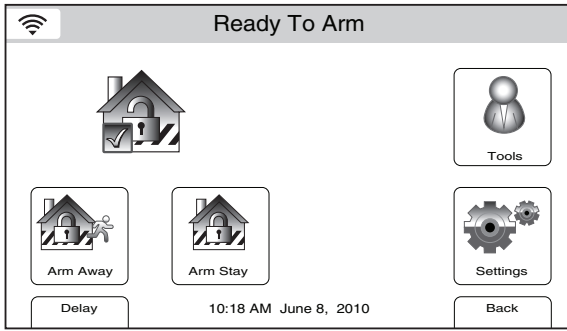 Ready To Arm
Tools
Arm Away
Arm Stay
Settings
Delay
10:18 AM June 8, 2010
Back